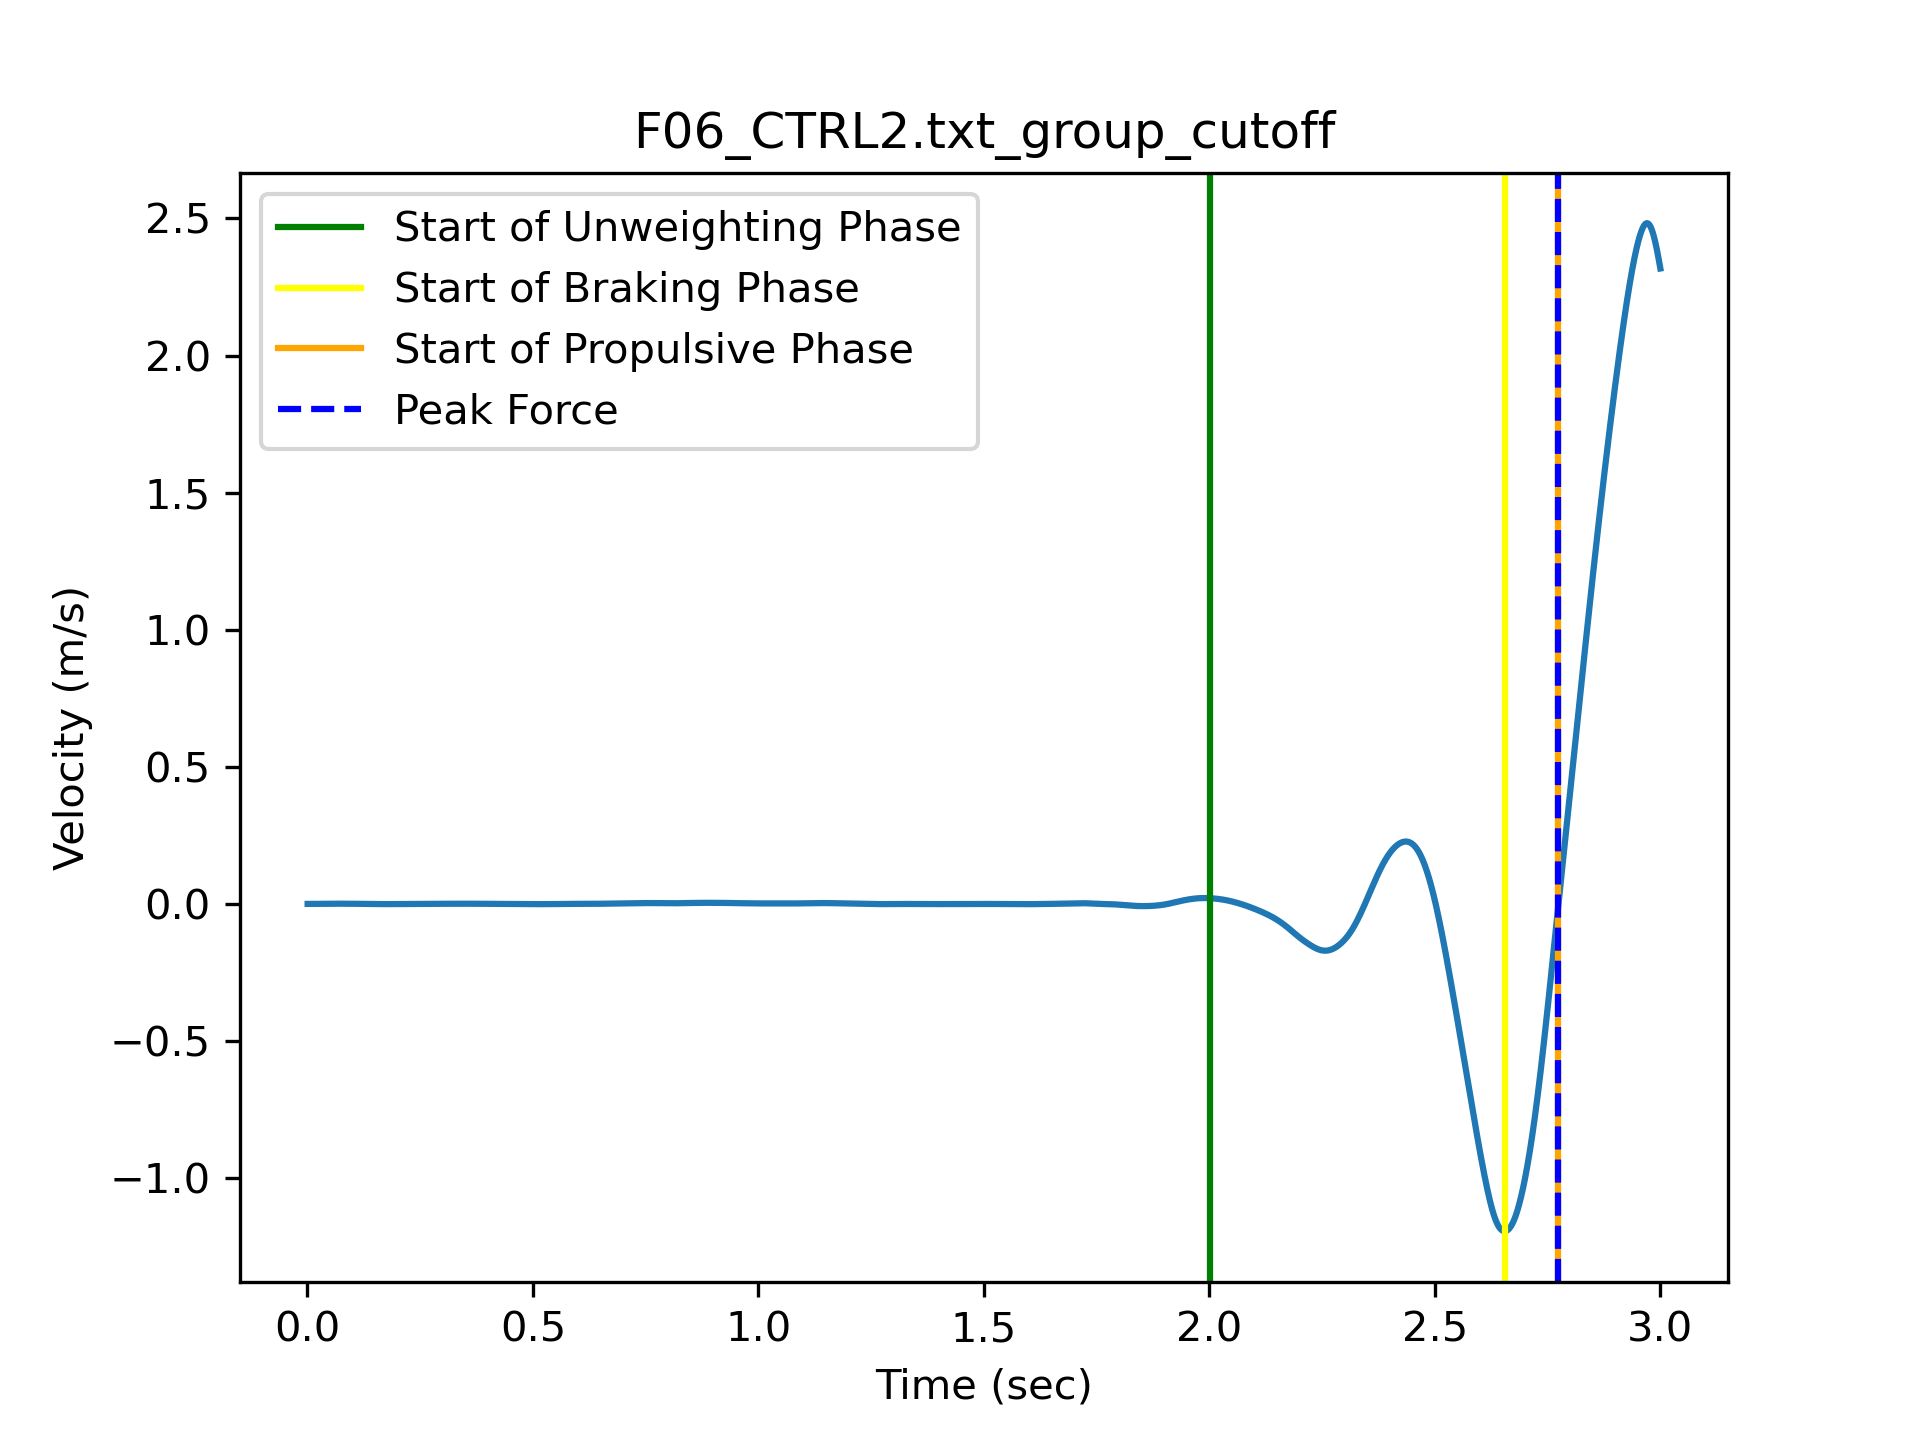 F06_CTRL2.txt_group_cutoff
Start of Unweighting Phase
Start of Braking Phase
Start of Propulsive Phase
Peak Force
2.5
2.0
1.5
1.0
0.5
0.0
−0.5
−1.0
Velocity (m/s)
0.0 0.5 1.0 1.5 2.0 2.5 3.0
Time (sec)